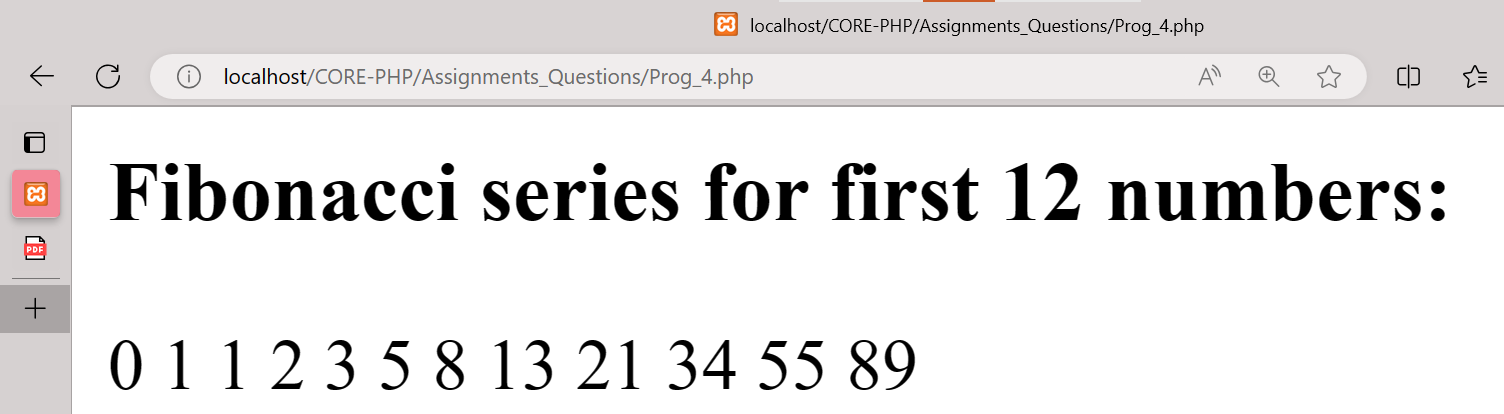 localhost/CORE-PHP/Assignments_Questions/Prog_4.php
localhost/CORE-PHP/Assignments_Questions/Prog_4.php
PDF
Fibonacci series for first 12 numbers:
0 1 1 2 3 5 8 13 21 34 55 89